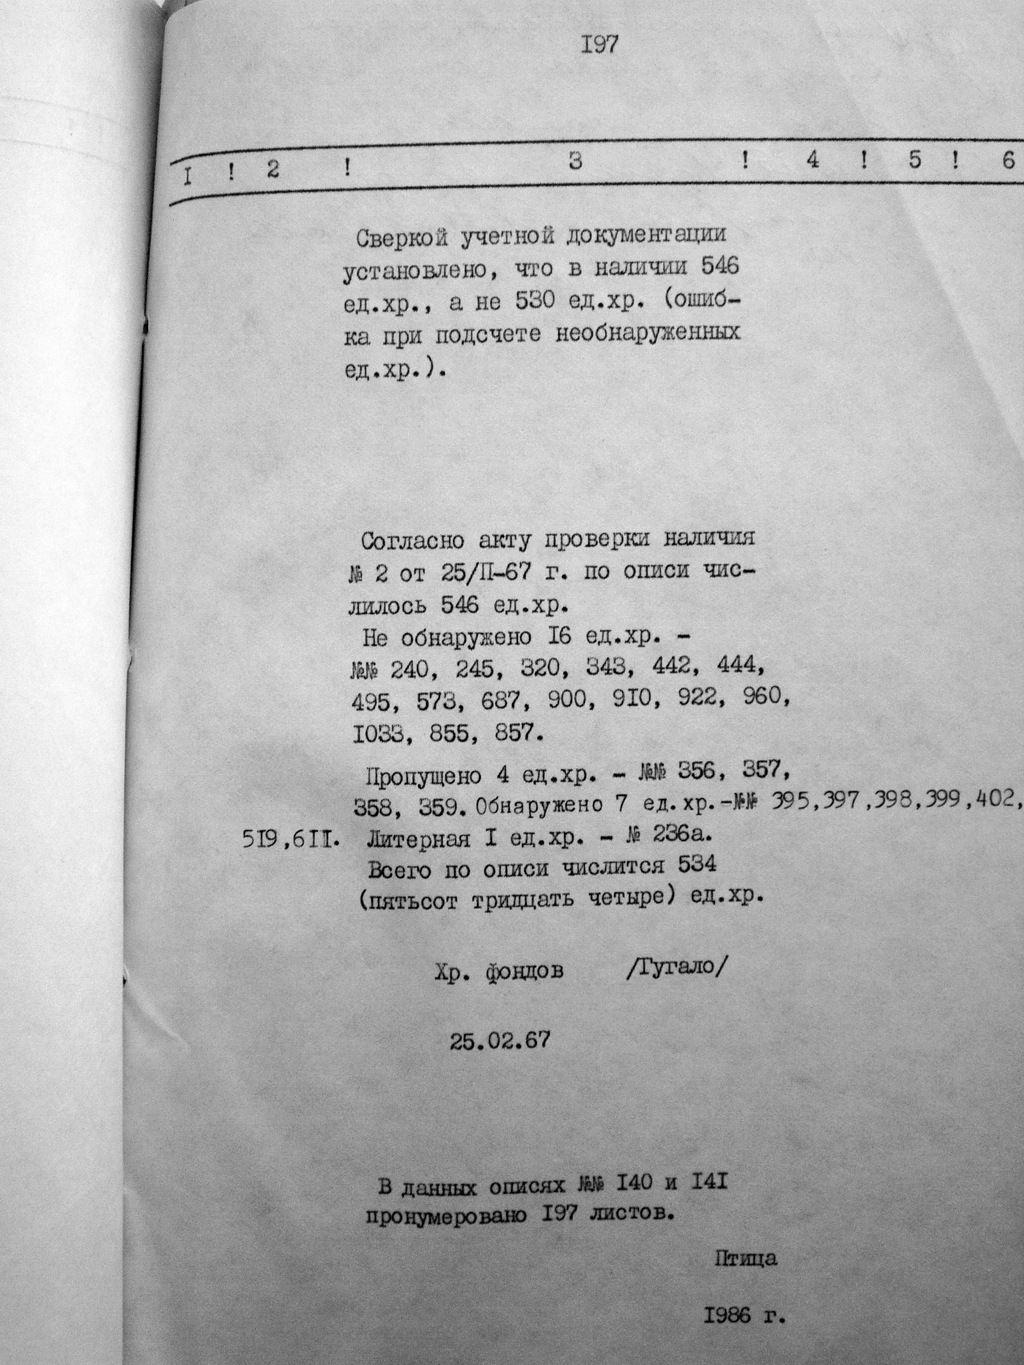 I97
I ! 2 ! 3 ! 4 ! 5 ! 6
Сверкой учетной документации
установлено, что в наличии 546
ед.хр., а не 530 ед.хр. (ошиб-
ка при подсчете необнаруженных
ед.хр.).
Согласно акту проверки наличия
№ 2 от 25/П-67 г. по описи чис-
лилось 546 ед.хр.
Не обнаружено I6 ед.хр. -
№№ 240, 245, 320, 343, 442, 444,
495, 573, 687, 900, 9I0, 922, 960,
I033, 855, 857.
Пропущено 4 ед.хр. - №№ 356, 357,
358, 359. Обнаружено 7 ед.хр.-№№ 395,397,398,399,402,
5I9,6II. Литерная I ед.хр. - № 236а.
Всего по описи числится 534
(пятьсот тридцать четыре) ед.хр.
Хр. фондов /Тугало/
25.02.67
В данных описях №№ I40 и I4I
пронумеровано I97 листов.
Птица
I986 г.